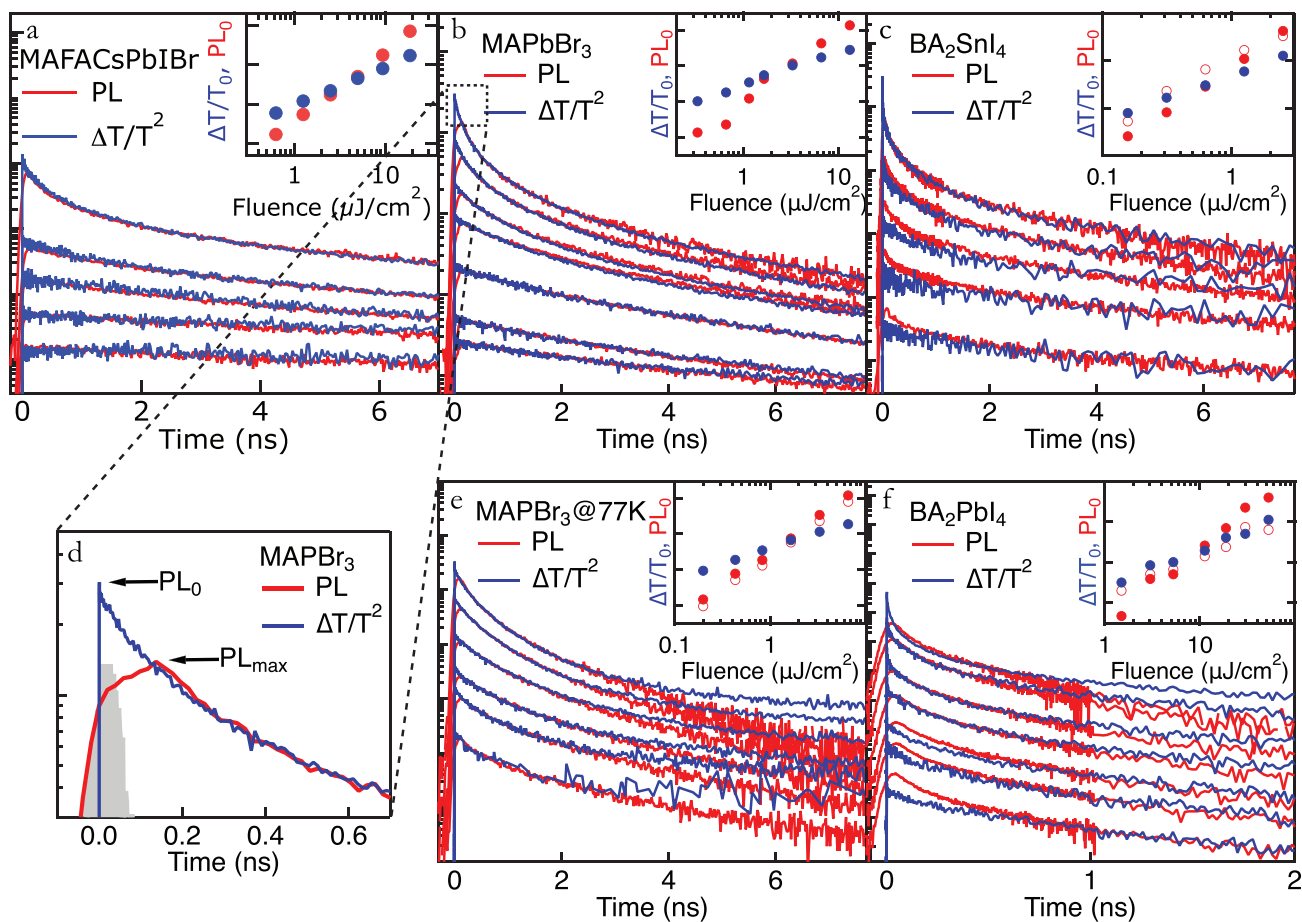 a
MAFACsPbIBr
PL
ΔT/T²
ΔT/T₀, PL₀
1
10
Fluence (μJ/cm²)
0
2
4
6
Time (ns)
b
MAPbBr₃
PL
ΔT/T²
ΔT/T₀, PL₀
1
10
Fluence (μJ/cm²)
0
2
4
6
Time (ns)
c
BA₂SnI₄
PL
ΔT/T²
ΔT/T₀, PL₀
0.1
1
Fluence (μJ/cm²)
0
2
4
6
Time (ns)
d
MAPBr₃
PL
ΔT/T²
PL₀
PLmax
0.0
0.2
0.4
0.6
Time (ns)
e
MAPBr₃@77K
PL
ΔT/T²
ΔT/T₀, PL₀
0.1
1
Fluence (μJ/cm²)
0
2
4
6
Time (ns)
f
BA₂PbI₄
PL
ΔT/T²
ΔT/T₀, PL₀
1
10
Fluence (μJ/cm²)
0
1
2
Time (ns)